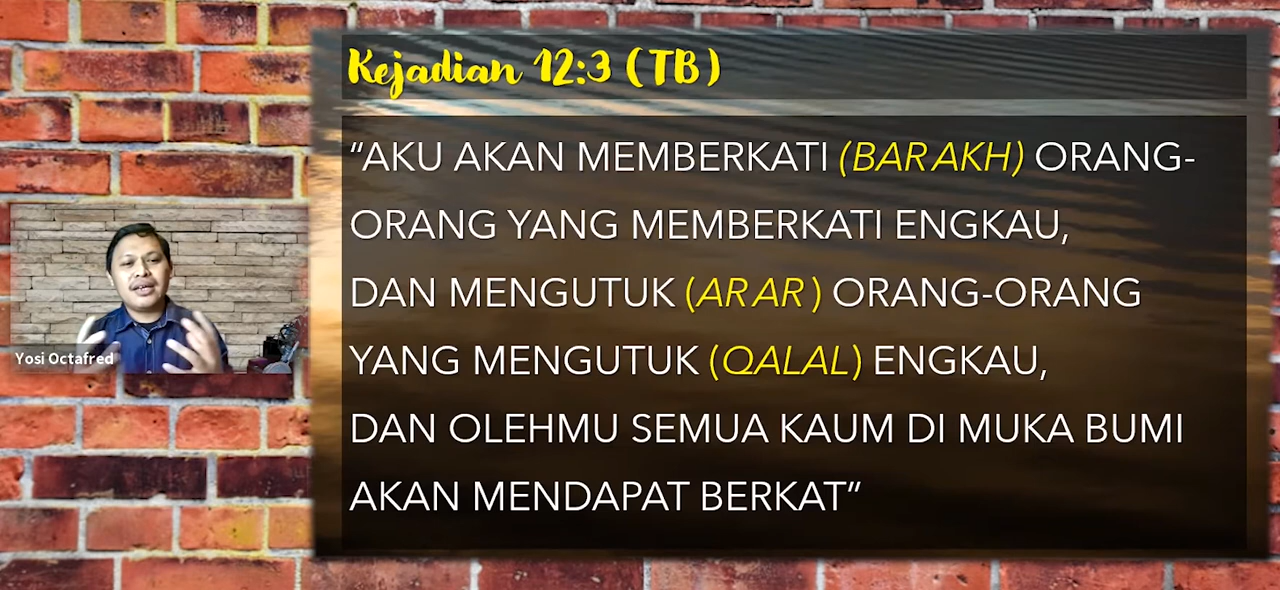 Kejadian 12:3 (TB)
“AKU AKAN MEMBERKATI (BARAKH) ORANG-
ORANG YANG MEMBERKATI ENGKAU,
DAN MENGUTUK (ARAR) ORANG-ORANG
YANG MENGUTUK (QALAL) ENGKAU,
DAN OLEHMU SEMUA KAUM DI MUKA BUMI
AKAN MENDAPAT BERKAT”
Yosi Octafred